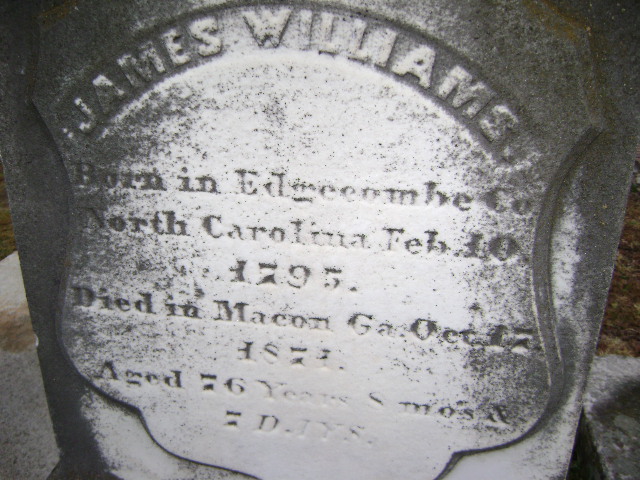 JAMES WILLIAMS.
Born in Edgecombe Co
North Carolina Feb. 10
1795.
Died in Macon Ga. Oct. 17
1871.
Aged 76 Years 8 mos &
7 DAYS.